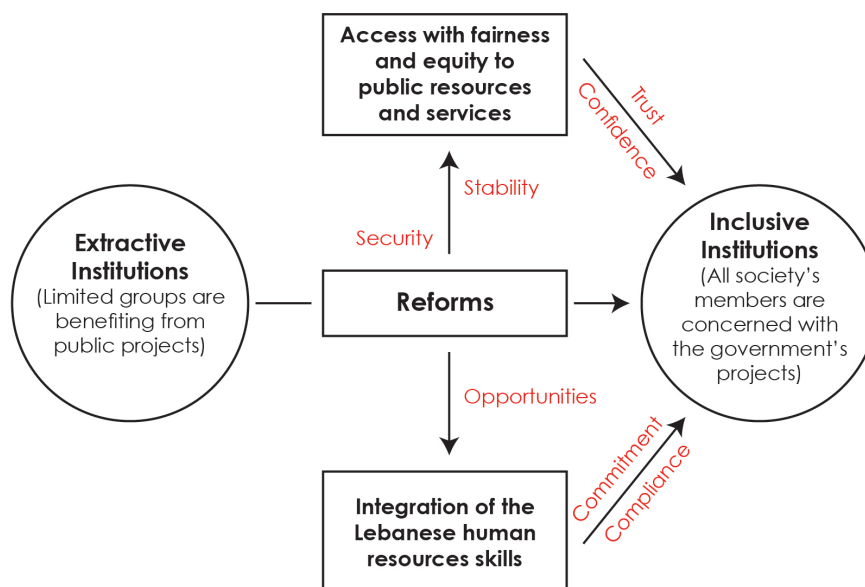 Access with fairness
and equity to
public resources
and services
Trust
Confidence
Stability
Security
Extractive
Institutions
(Limited groups are
benefiting from
public projects)
Reforms
Inclusive
Institutions
(All society’s
members are
concerned with
the government’s
projects)
Opportunities
Commitment
Compliance
Integration of the
Lebanese human
resources skills